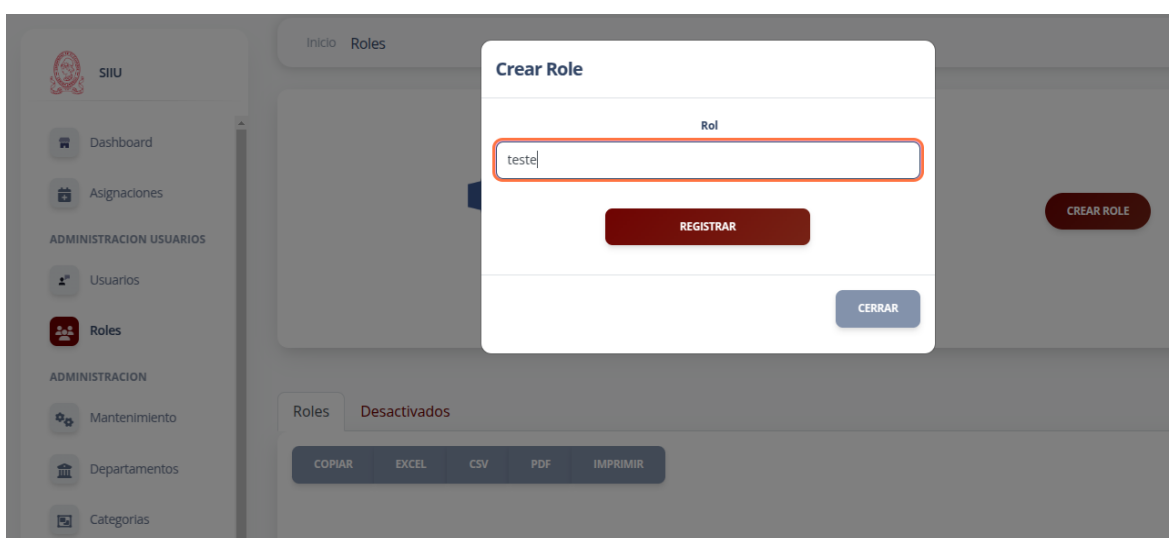 Inicio Roles
SIIU
Dashboard
Asignaciones
ADMINISTRACION USUARIOS
Usuarios
Roles
ADMINISTRACION
Mantenimiento
Departamentos
Categorias
Crear Role
Rol
teste
REGISTRAR
CERRAR
CREAR ROLE
Roles Desactivados
COPIAR EXCEL CSV PDF IMPRIMIR